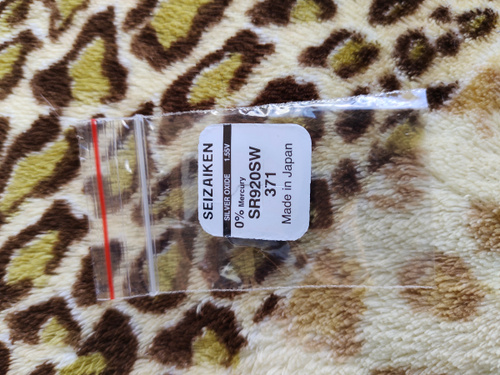 SEIZAIKEN
SILVER OXIDE 1.55V
0% Mercury
SR920SW
371
Made in Japan